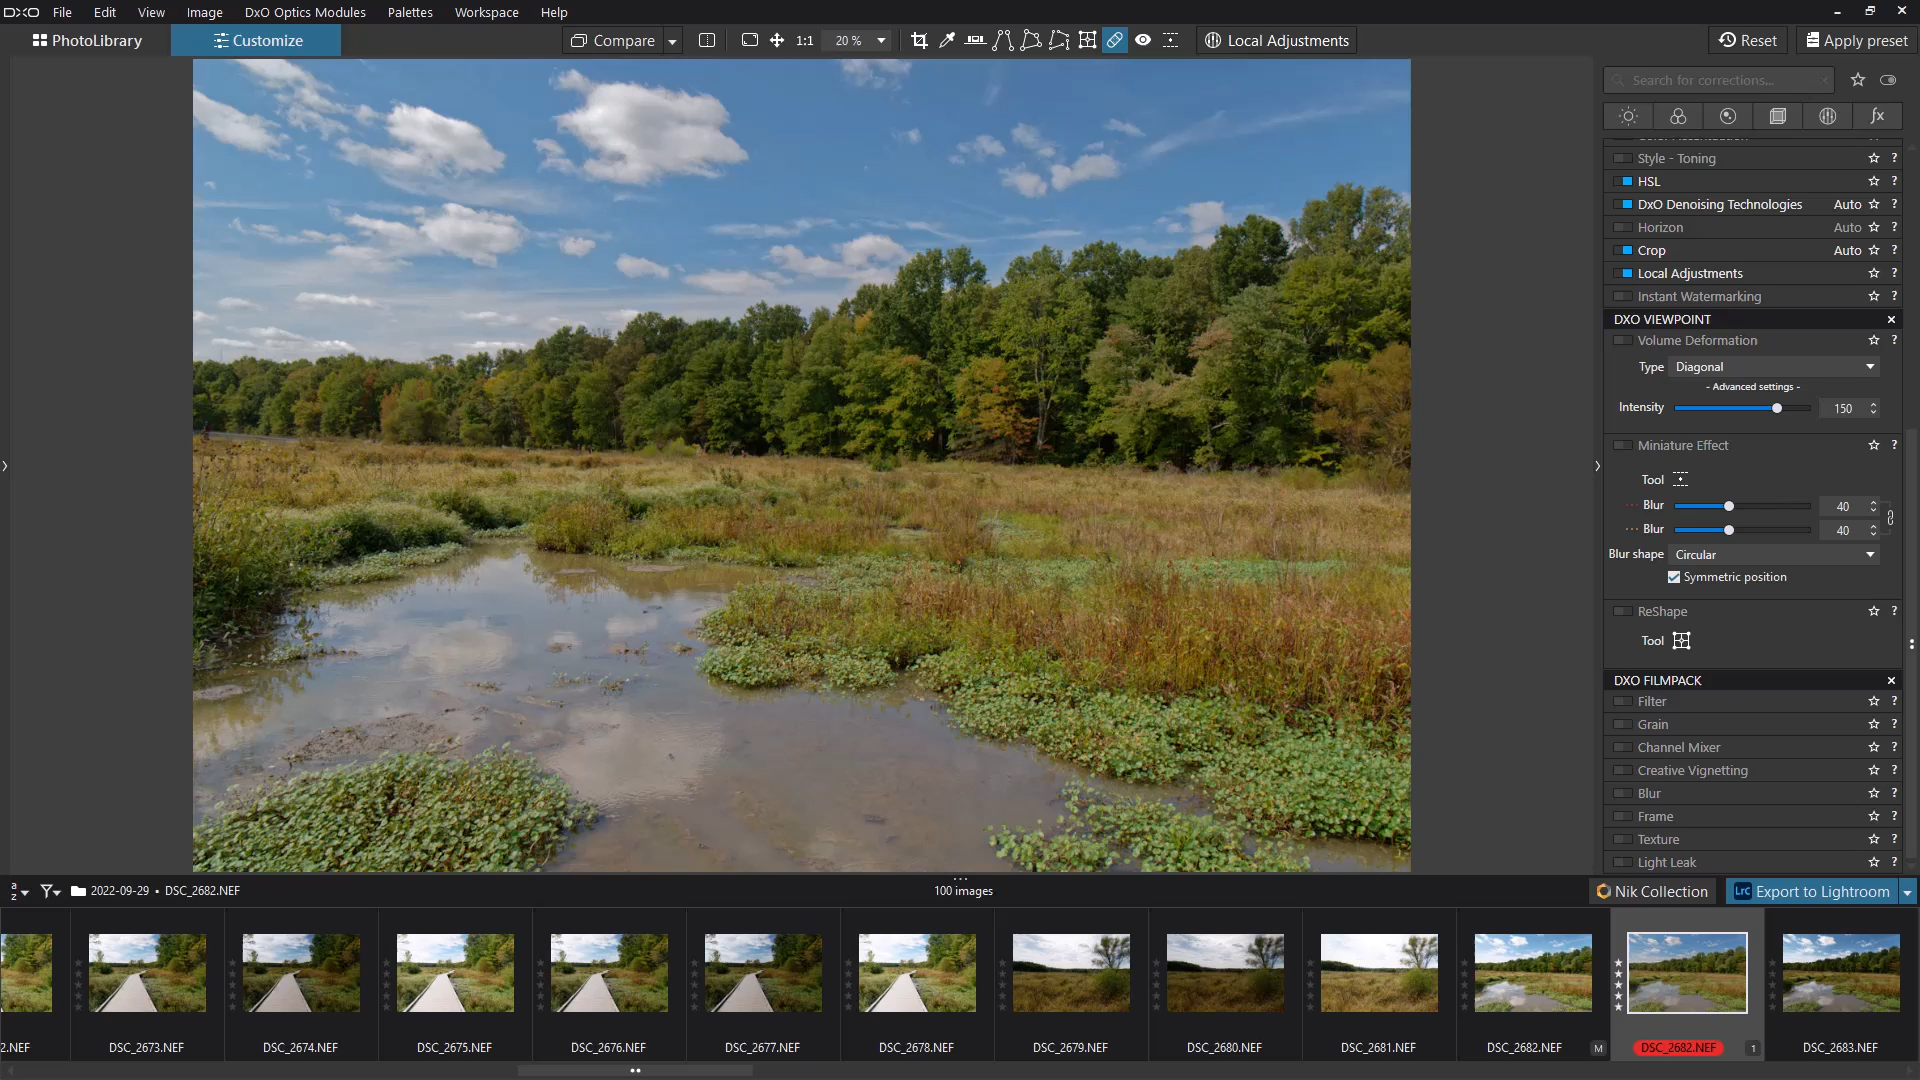 DXO File Edit View Image DxO Optics Modules Palettes Workspace Help
PhotoLibrary Customize Compare 1:1 20 % Local Adjustments Reset Apply preset
Search for corrections...
fx
Style - Toning ?
HSL ?
DxO Denoising Technologies Auto ?
Horizon Auto ?
Crop Auto ?
Local Adjustments ?
Instant Watermarking ?
DXO VIEWPOINT
Volume Deformation ?
Type Diagonal
- Advanced settings -
Intensity 150
Miniature Effect ?
Tool
Blur 40
Blur 40
Blur shape Circular
Symmetric position
ReShape ?
Tool
DXO FILMPACK
Filter ?
Grain ?
Channel Mixer ?
Creative Vignetting ?
Blur ?
Frame ?
Texture ?
Light Leak ?
a
z
2022-09-29 • DSC_2682.NEF 100 images Nik Collection LrC Export to Lightroom
2.NEF DSC_2673.NEF DSC_2674.NEF DSC_2675.NEF DSC_2676.NEF DSC_2677.NEF DSC_2678.NEF DSC_2679.NEF DSC_2680.NEF DSC_2681.NEF DSC_2682.NEF M DSC_2682.NEF 1 DSC_2683.NEF